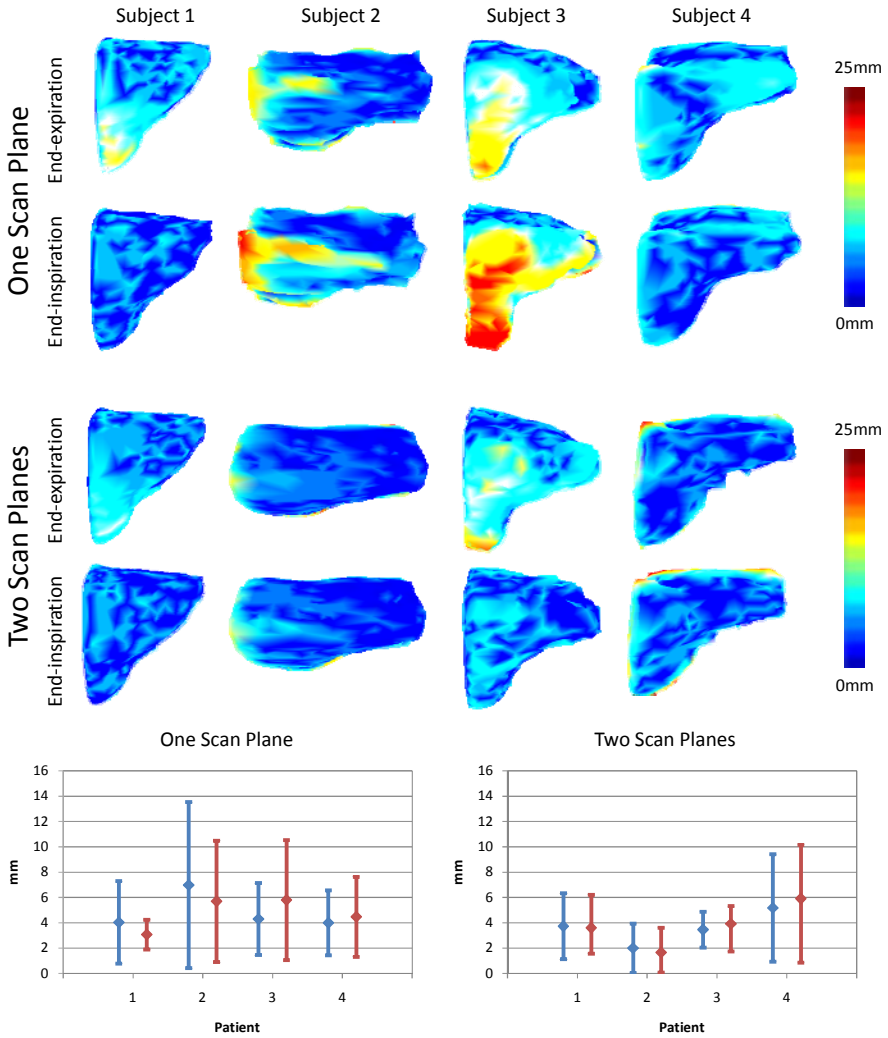 Subject 1 Subject 2 Subject 3 Subject 4
One Scan Plane
End-expiration
End-inspiration
25mm
0mm
Two Scan Planes
End-expiration
End-inspiration
25mm
0mm
One Scan Plane
16
14
12
10
8
6
4
2
0
mm
1 2 3 4
Patient
Two Scan Planes
16
14
12
10
8
6
4
2
0
mm
1 2 3 4
Patient